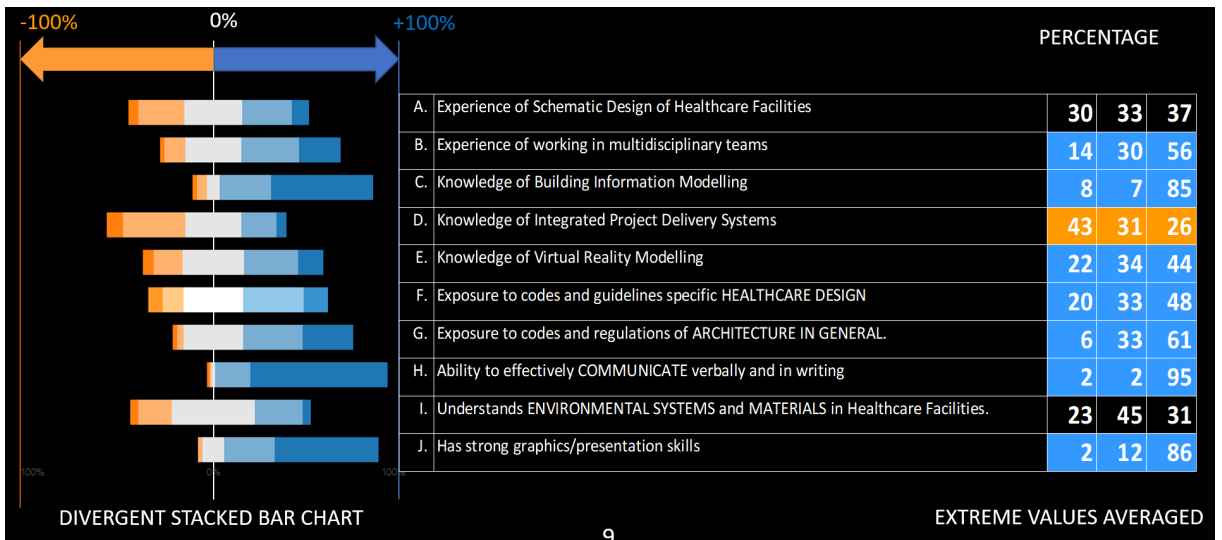 -100%
0%
+100%
PERCENTAGE
A. Experience of Schematic Design of Healthcare Facilities 30 33 37
B. Experience of working in multidisciplinary teams 14 30 56
C. Knowledge of Building Information Modelling 8 7 85
D. Knowledge of Integrated Project Delivery Systems 43 31 26
E. Knowledge of Virtual Reality Modelling 22 34 44
F. Exposure to codes and guidelines specific HEALTHCARE DESIGN 20 33 48
G. Exposure to codes and regulations of ARCHITECTURE IN GENERAL. 6 33 61
H. Ability to effectively COMMUNICATE verbally and in writing 2 2 95
I. Understands ENVIRONMENTAL SYSTEMS and MATERIALS in Healthcare Facilities. 23 45 31
J. Has strong graphics/presentation skills 2 12 86
100% 0% 100%
DIVERGENT STACKED BAR CHART
9
EXTREME VALUES AVERAGED